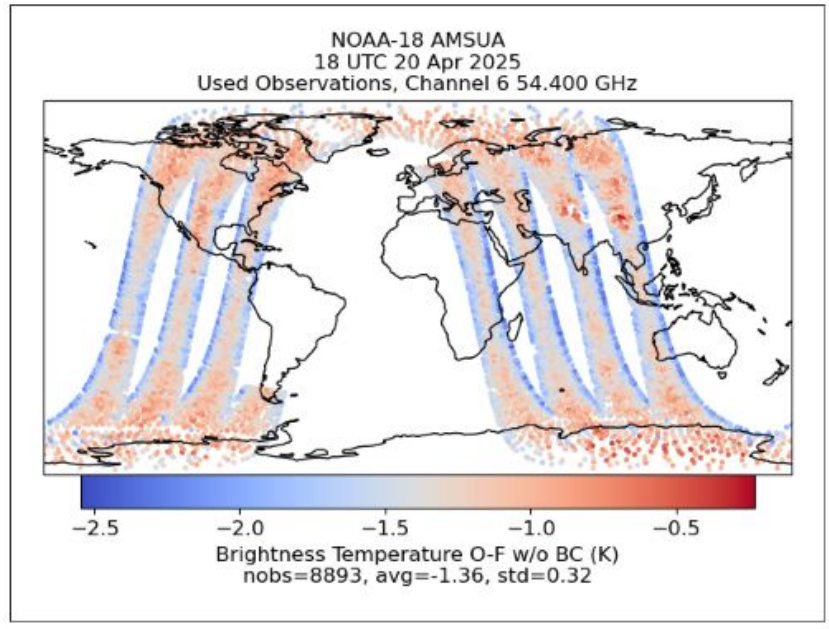 NOAA-18 AMSUA
18 UTC 20 Apr 2025
Used Observations, Channel 6 54.400 GHz
−2.5 −2.0 −1.5 −1.0 −0.5
Brightness Temperature O-F w/o BC (K)
nobs=8893, avg=-1.36, std=0.32